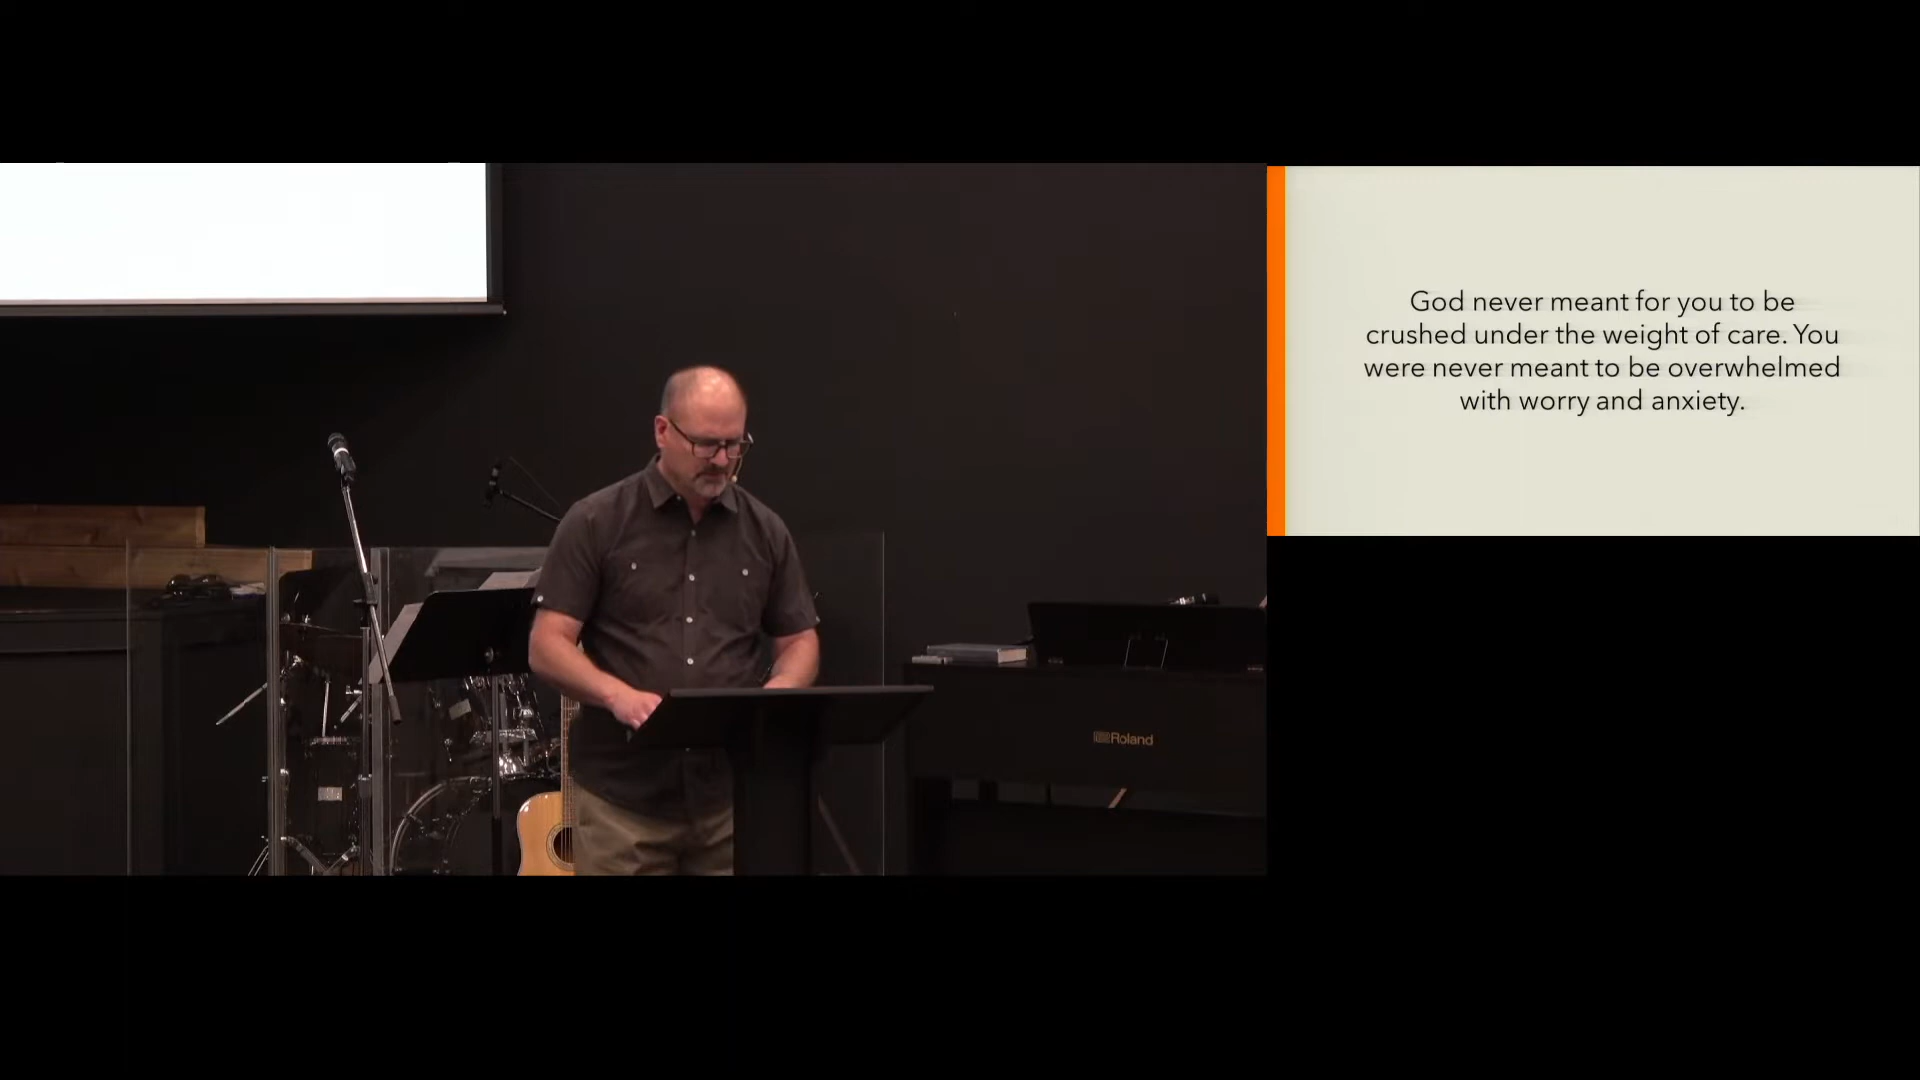 God never meant for you to be
crushed under the weight of care. You
were never meant to be overwhelmed
with worry and anxiety.
Roland